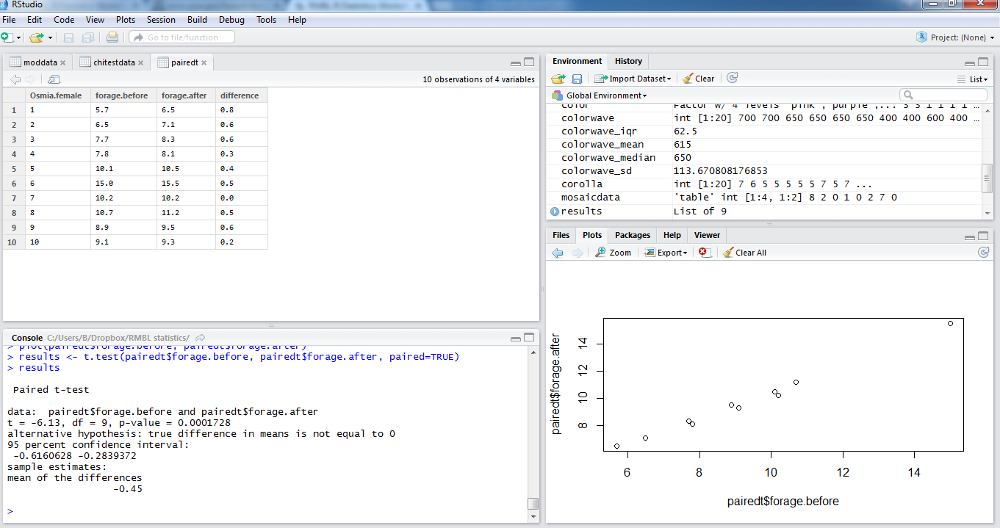 RStudio
File Edit Code View Plots Session Build Debug Tools Help
Go to file/function Project: (None)
moddata chitestdata pairedt
10 observations of 4 variables
Osmia.female forage.before forage.after difference
1 1 5.7 6.5 0.8
2 2 6.5 7.1 0.6
3 3 7.7 8.3 0.6
4 4 7.8 8.1 0.3
5 5 10.1 10.5 0.4
6 6 15.0 15.5 0.5
7 7 10.2 10.2 0.0
8 8 10.7 11.2 0.5
9 9 8.9 9.5 0.6
10 10 9.1 9.3 0.2
Console C:/Users/B/Dropbox/RMBL statistics/
> plot(pairedt$forage.before, pairedt$forage.after)
> results <- t.test(pairedt$forage.before, pairedt$forage.after, paired=TRUE)
> results
Paired t-test
data: pairedt$forage.before and pairedt$forage.after
t = -6.13, df = 9, p-value = 0.0001728
alternative hypothesis: true difference in means is not equal to 0
95 percent confidence interval:
-0.6160628 -0.2839372
sample estimates:
mean of the differences
-0.45
>
Environment History
Import Dataset Clear List
Global Environment
color Factor w/ 4 levels "pink","purple",..: 3 3 1 1 1 1 …
colorwave int [1:20] 700 700 650 650 650 650 400 400 600 400 …
colorwave_iqr 62.5
colorwave_mean 615
colorwave_median 650
colorwave_sd 113.670808176853
corolla int [1:20] 7 6 5 5 5 5 5 7 5 7 ...
mosaicdata 'table' int [1:4, 1:2] 8 2 0 1 0 2 7 0
results List of 9
Files Plots Packages Help Viewer
Zoom Export Clear All
pairedt$forage.after
14
12
10
8
6 8 10 12 14
pairedt$forage.before